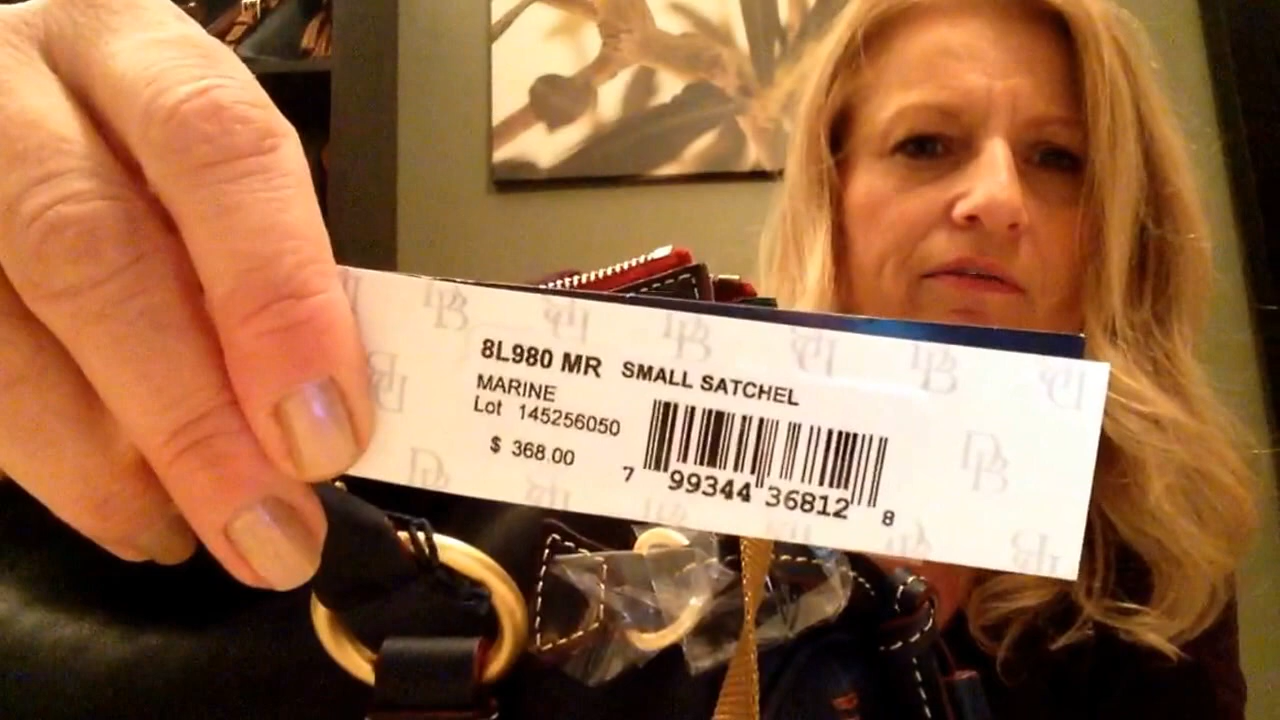 8L980 MR SMALL SATCHEL
MARINE
Lot 145256050
$ 368.00
7 99344 36812 8